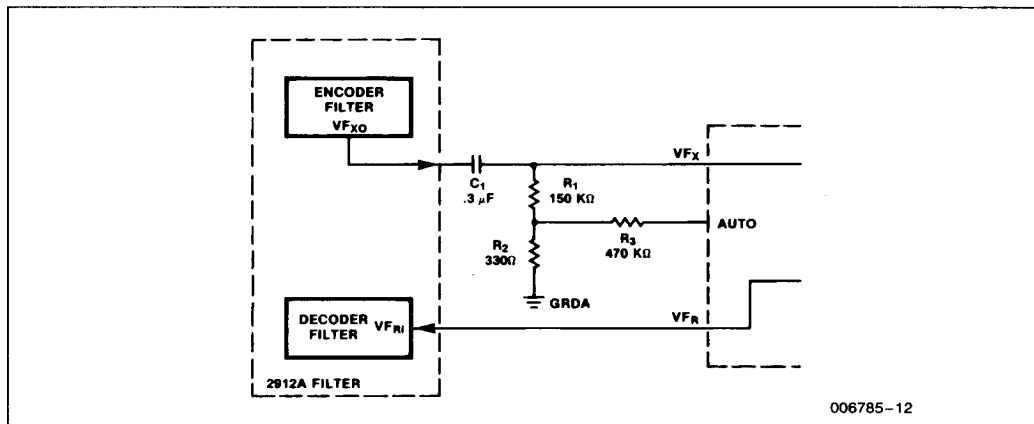 ENCODER
FILTER
VFXO
VFX
C1
.3 μF
R1
150 KΩ
AUTO
R2
330Ω
R3
470 KΩ
GRDA
DECODER
FILTER
VFRI
VFR
2912A FILTER
006785-12